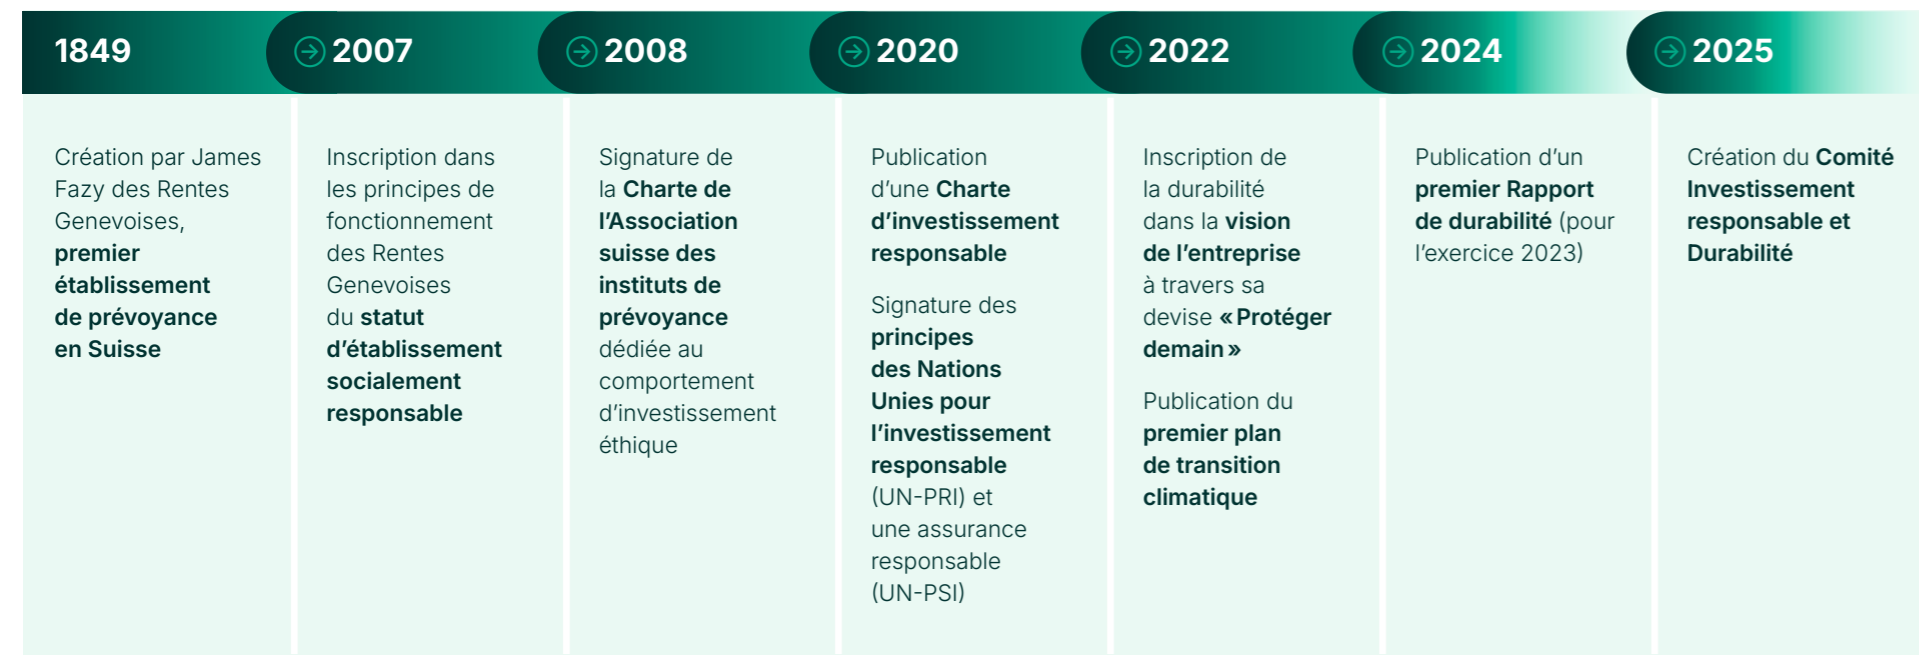 1849
Création par James
Fazy des Rentes
Genevoises,
premier
établissement
de prévoyance
en Suisse
2007
Inscription dans
les principes de
fonctionnement
des Rentes
Genevoises
du statut
d’établissement
socialement
responsable
2008
Signature de
la Charte de
l’Association
suisse des
instituts de
prévoyance
dédiée au
comportement
d’investissement
éthique
2020
Publication
d’une Charte
d’investissement
responsable
Signature des
principes
des Nations
Unies pour
l’investissement
responsable
(UN-PRI) et
une assurance
responsable
(UN-PSI)
2022
Inscription de
la durabilité
dans la vision
de l’entreprise
à travers sa
devise « Protéger
demain »
Publication du
premier plan
de transition
climatique
2024
Publication d’un
premier Rapport
de durabilité (pour
l’exercice 2023)
2025
Création du Comité
Investissement
responsable et
Durabilité